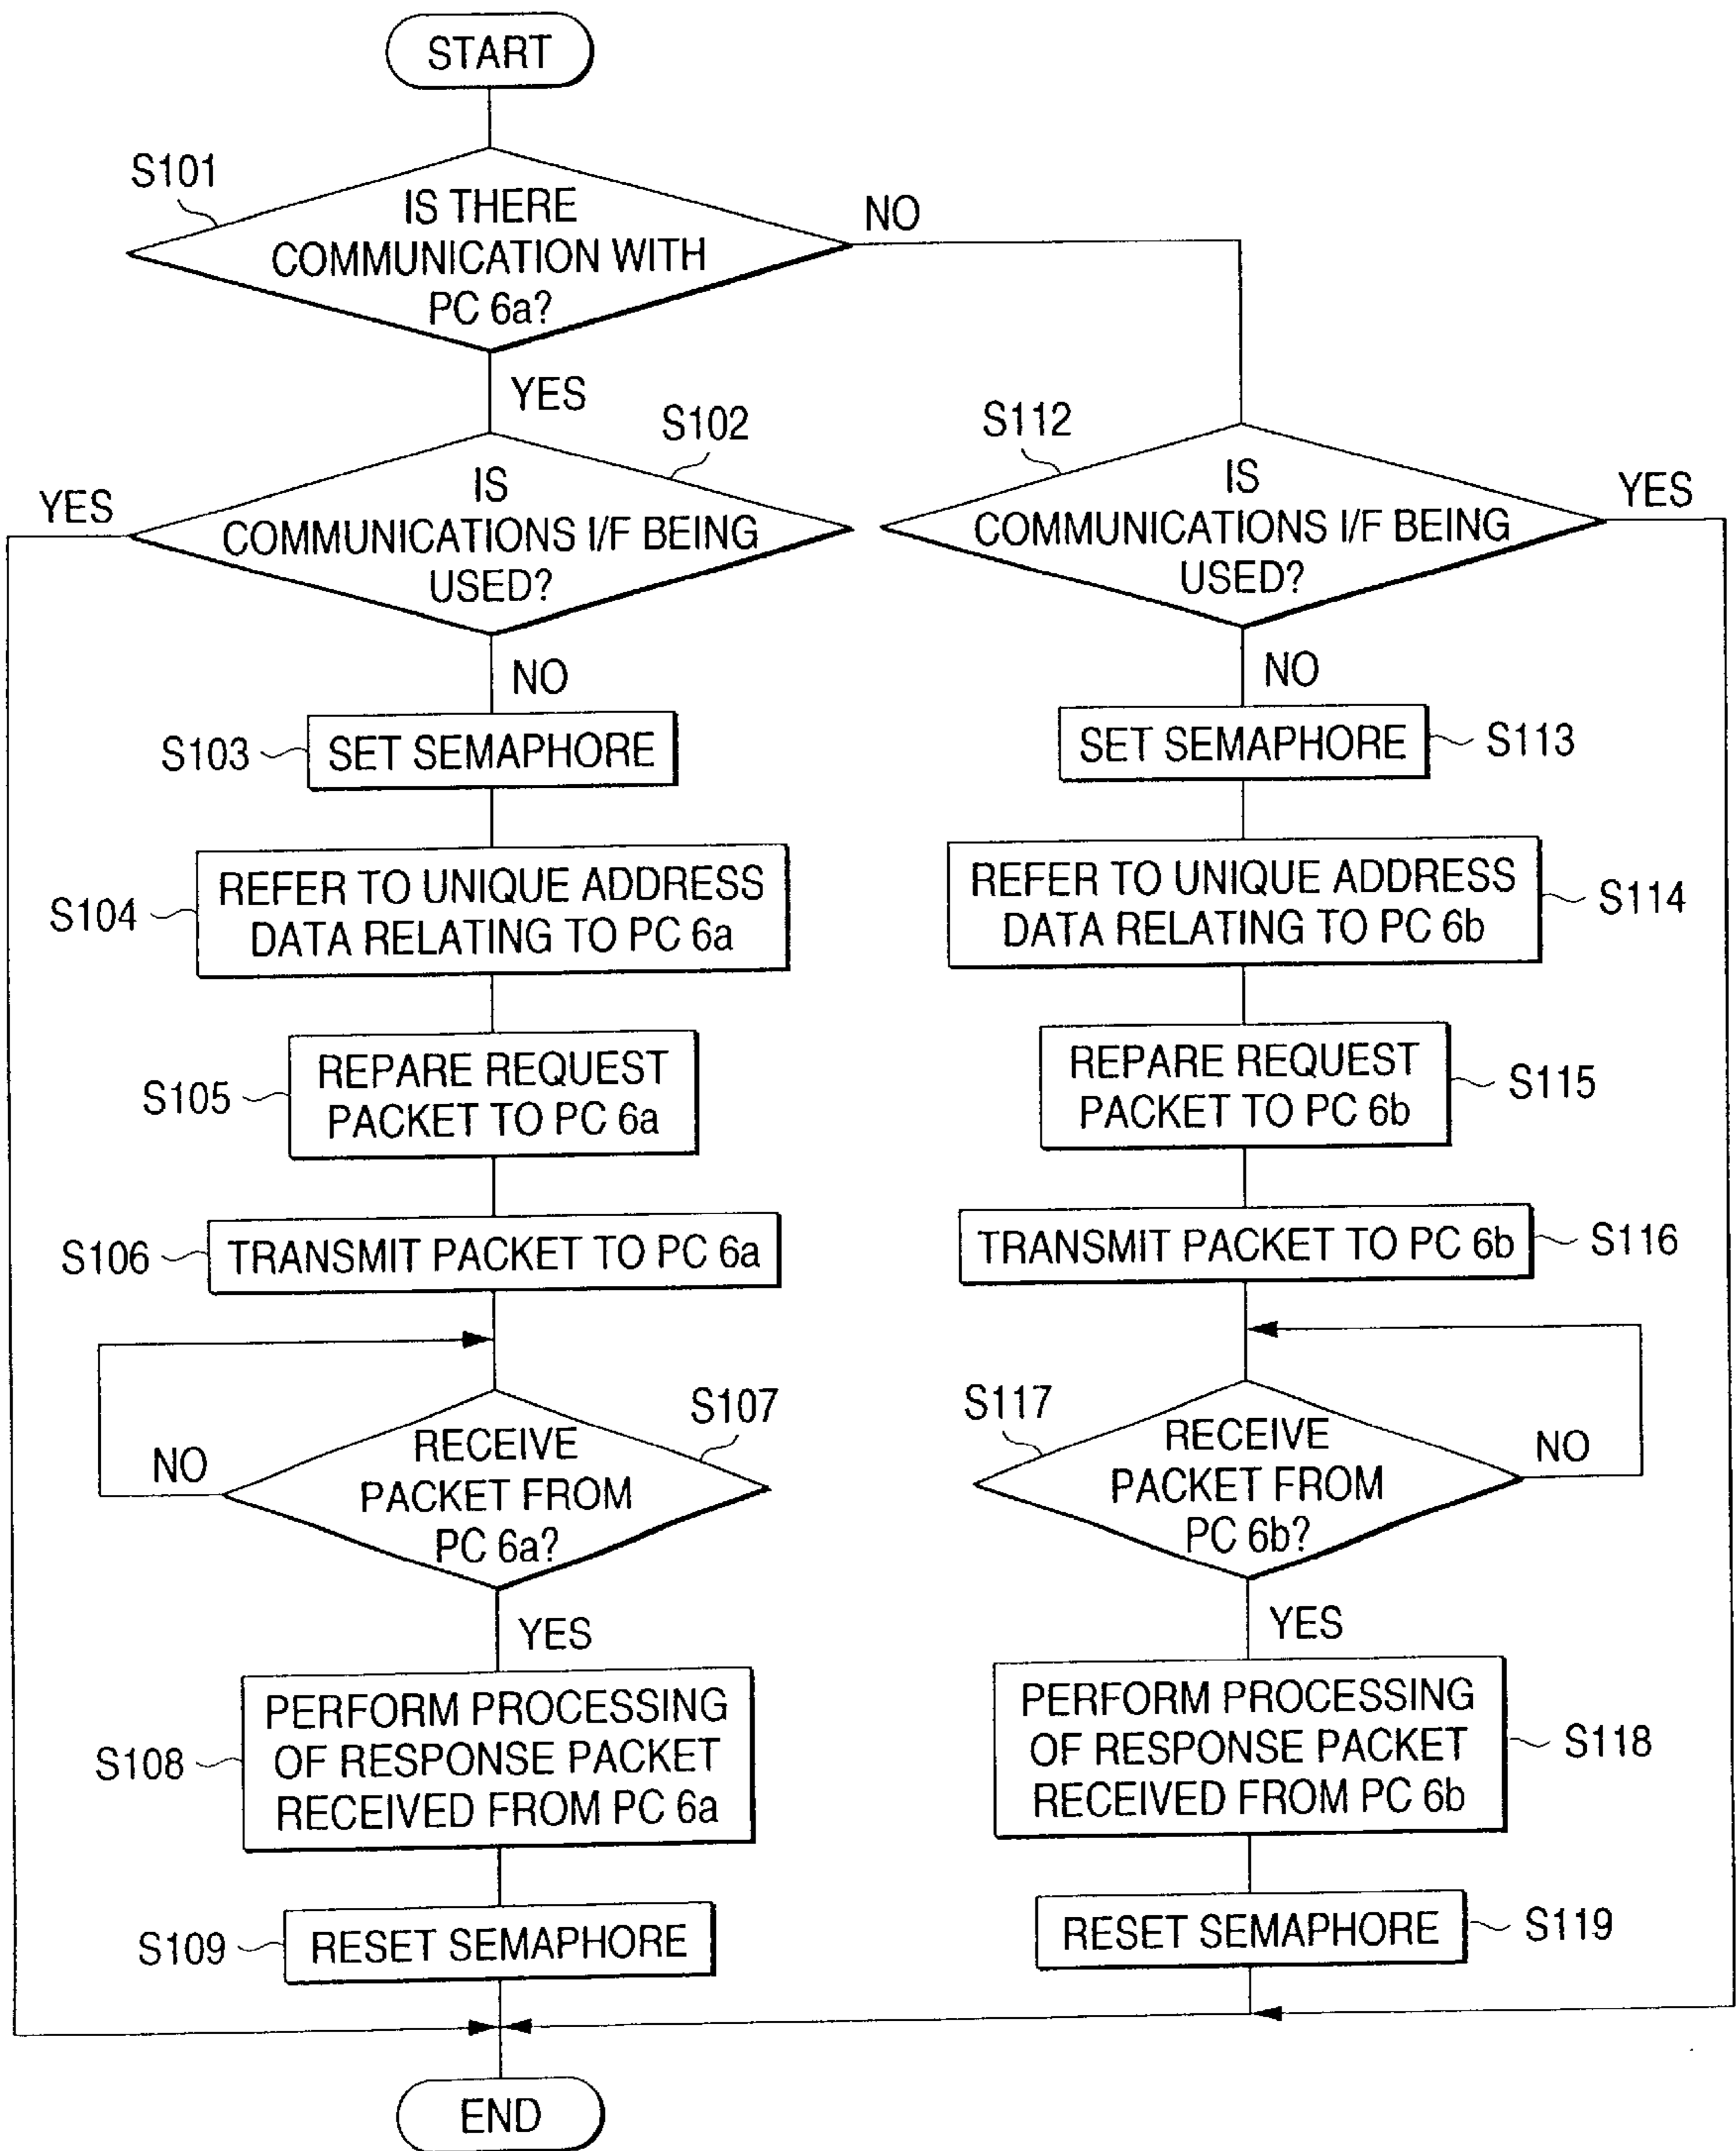 START
S101
IS THERE
COMMUNICATION WITH
PC 6a?
NO
YES
S102
IS
COMMUNICATIONS I/F BEING
USED?
YES
NO
S103
SET SEMAPHORE
S104
REFER TO UNIQUE ADDRESS
DATA RELATING TO PC 6a
S105
REPARE REQUEST
PACKET TO PC 6a
S106
TRANSMIT PACKET TO PC 6a
S107
RECEIVE
PACKET FROM
PC 6a?
NO
YES
S108
PERFORM PROCESSING
OF RESPONSE PACKET
RECEIVED FROM PC 6a
S109
RESET SEMAPHORE
S112
IS
COMMUNICATIONS I/F BEING
USED?
YES
NO
SET SEMAPHORE
S113
REFER TO UNIQUE ADDRESS
DATA RELATING TO PC 6b
S114
REPARE REQUEST
PACKET TO PC 6b
S115
TRANSMIT PACKET TO PC 6b
S116
S117
RECEIVE
PACKET FROM
PC 6b?
NO
YES
PERFORM PROCESSING
OF RESPONSE PACKET
RECEIVED FROM PC 6b
S118
RESET SEMAPHORE
S119
END